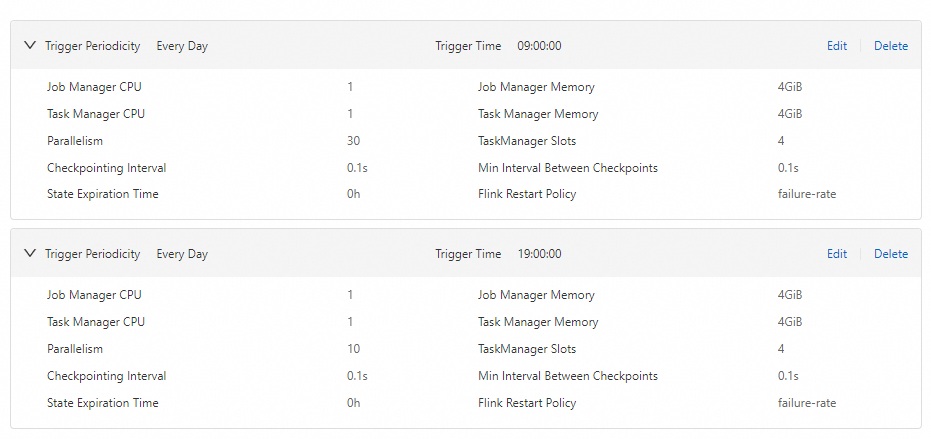 Trigger Periodicity Every Day Trigger Time 09:00:00 Edit Delete
Job Manager CPU 1 Job Manager Memory 4GiB
Task Manager CPU 1 Task Manager Memory 4GiB
Parallelism 30 TaskManager Slots 4
Checkpointing Interval 0.1s Min Interval Between Checkpoints 0.1s
State Expiration Time 0h Flink Restart Policy failure-rate
Trigger Periodicity Every Day Trigger Time 19:00:00 Edit Delete
Job Manager CPU 1 Job Manager Memory 4GiB
Task Manager CPU 1 Task Manager Memory 4GiB
Parallelism 10 TaskManager Slots 4
Checkpointing Interval 0.1s Min Interval Between Checkpoints 0.1s
State Expiration Time 0h Flink Restart Policy failure-rate